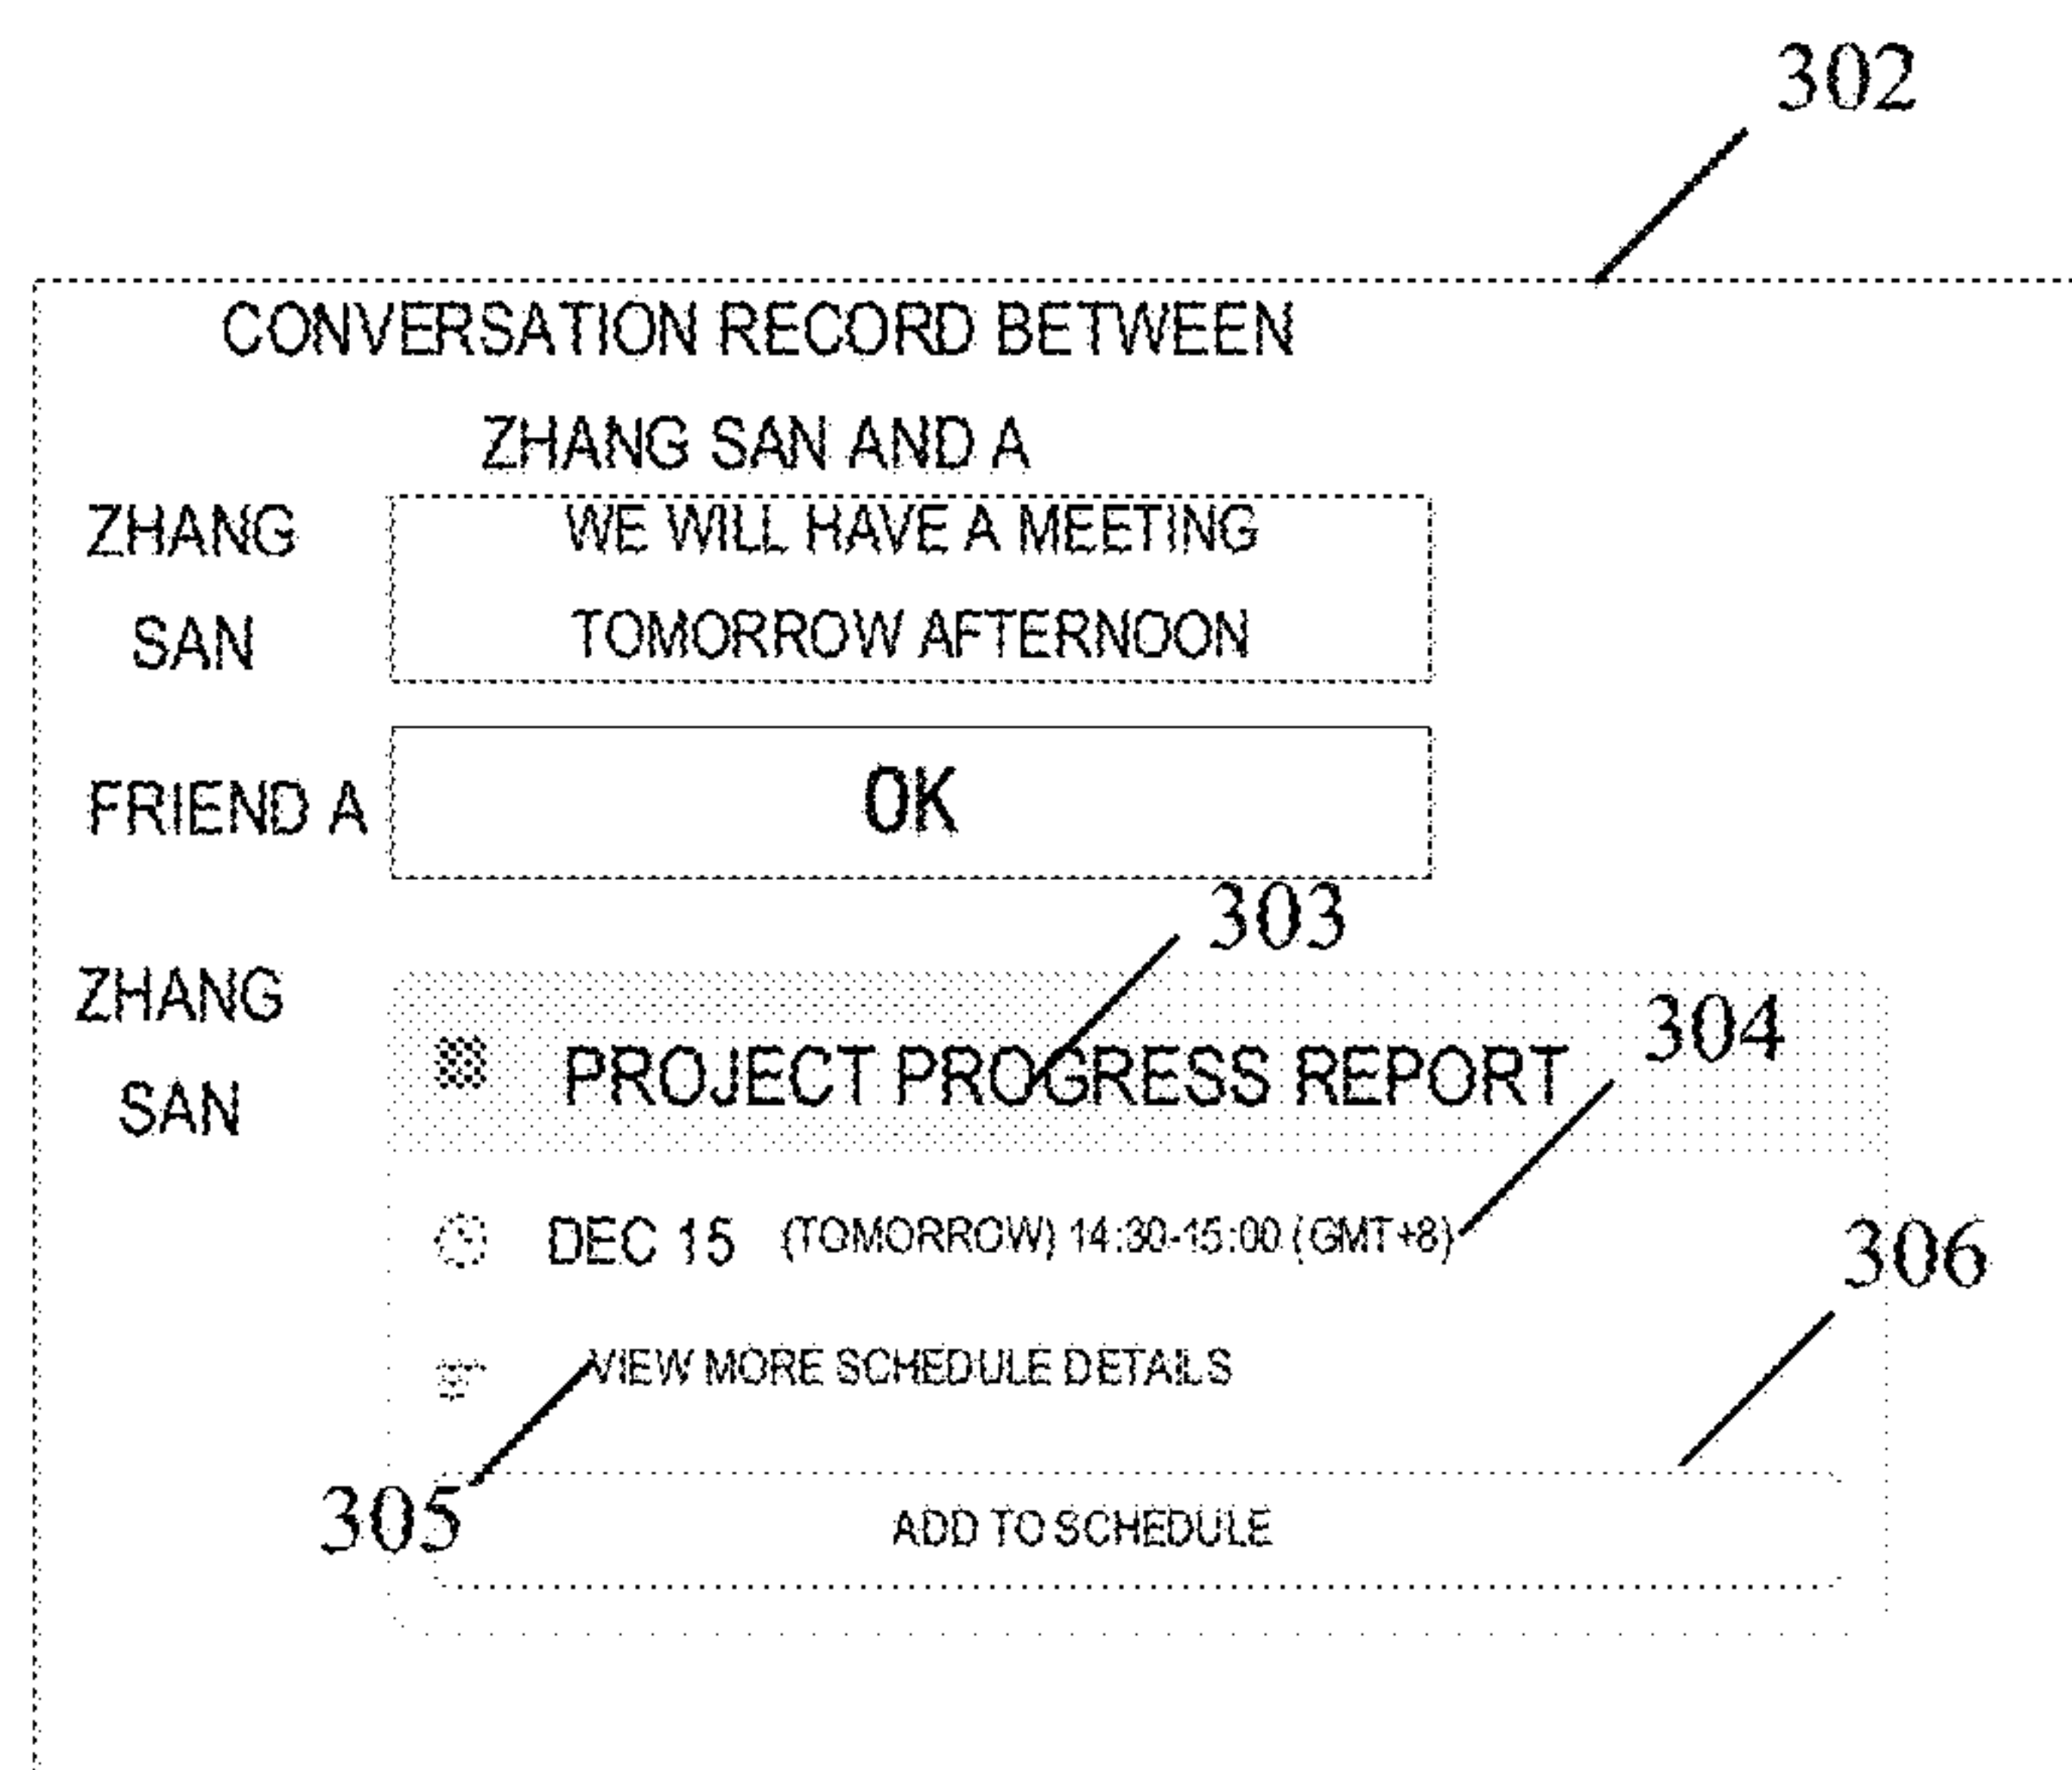 302
CONVERSATION RECORD BETWEEN
ZHANG SAN AND A
ZHANG
SAN
WE WILL HAVE A MEETING
TOMORROW AFTERNOON
FRIEND A
OK
303
ZHANG
SAN
304
PROJECT PROGRESS REPORT
DEC 15 (TOMORROW) 14:30-15:00 (GMT+8)
306
VIEW MORE SCHEDULE DETAILS
305
ADD TO SCHEDULE